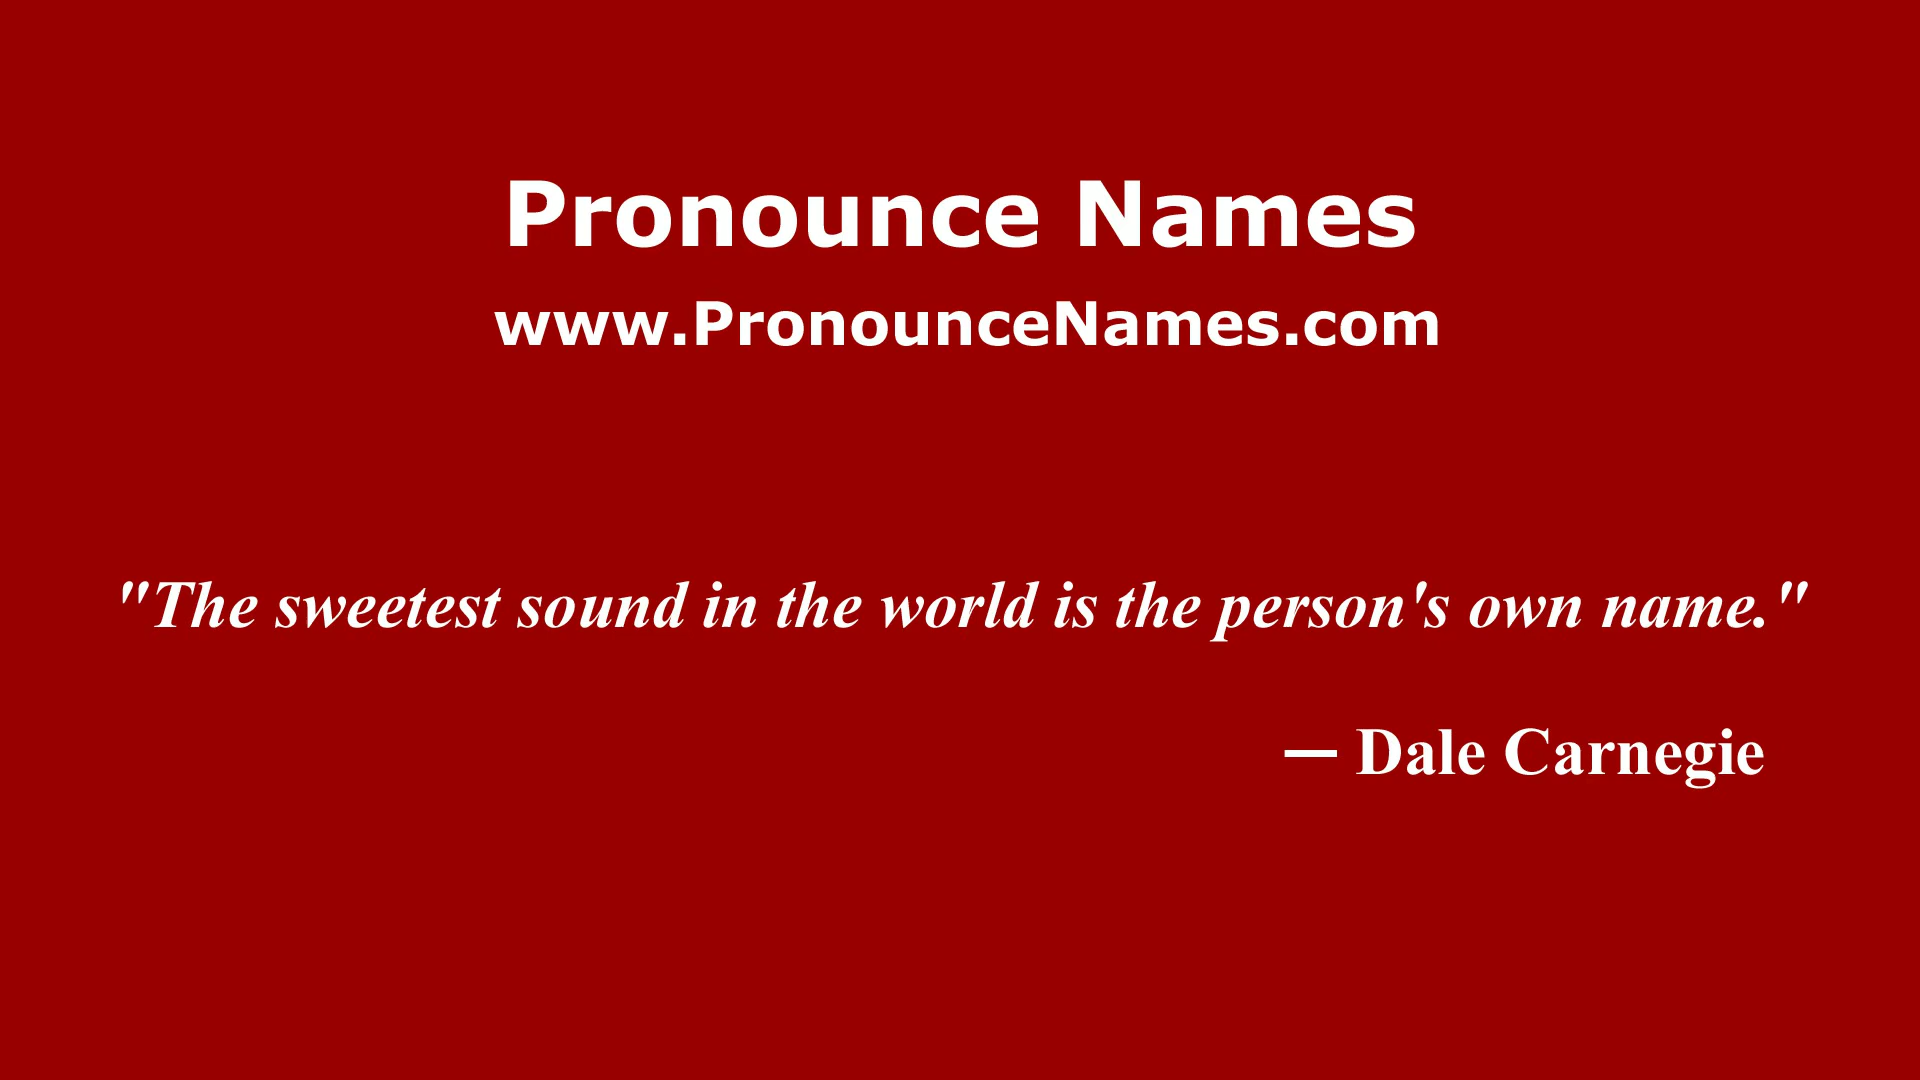 Pronounce Names
www.PronounceNames.com
"The sweetest sound in the world is the person's own name."
— Dale Carnegie